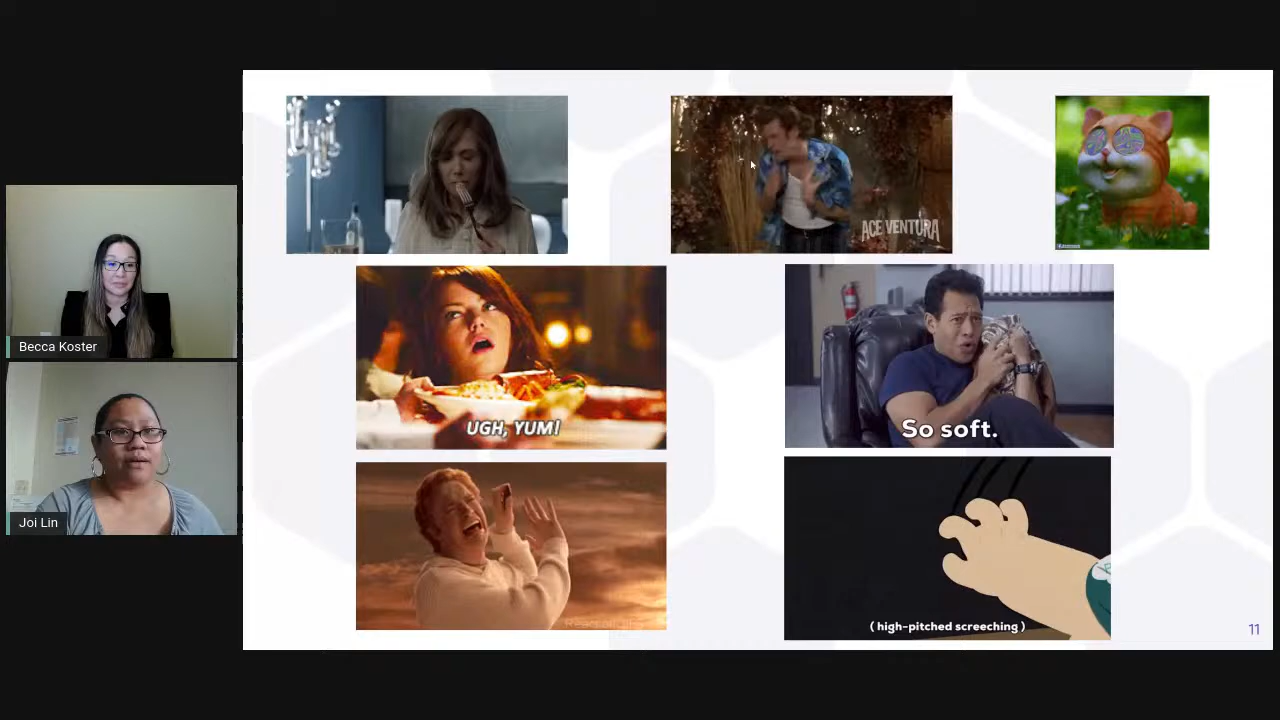 ACE VENTURA
UGH, YUM!
So soft.
Becca Koster
Joi Lin
(high-pitched screeching)
11